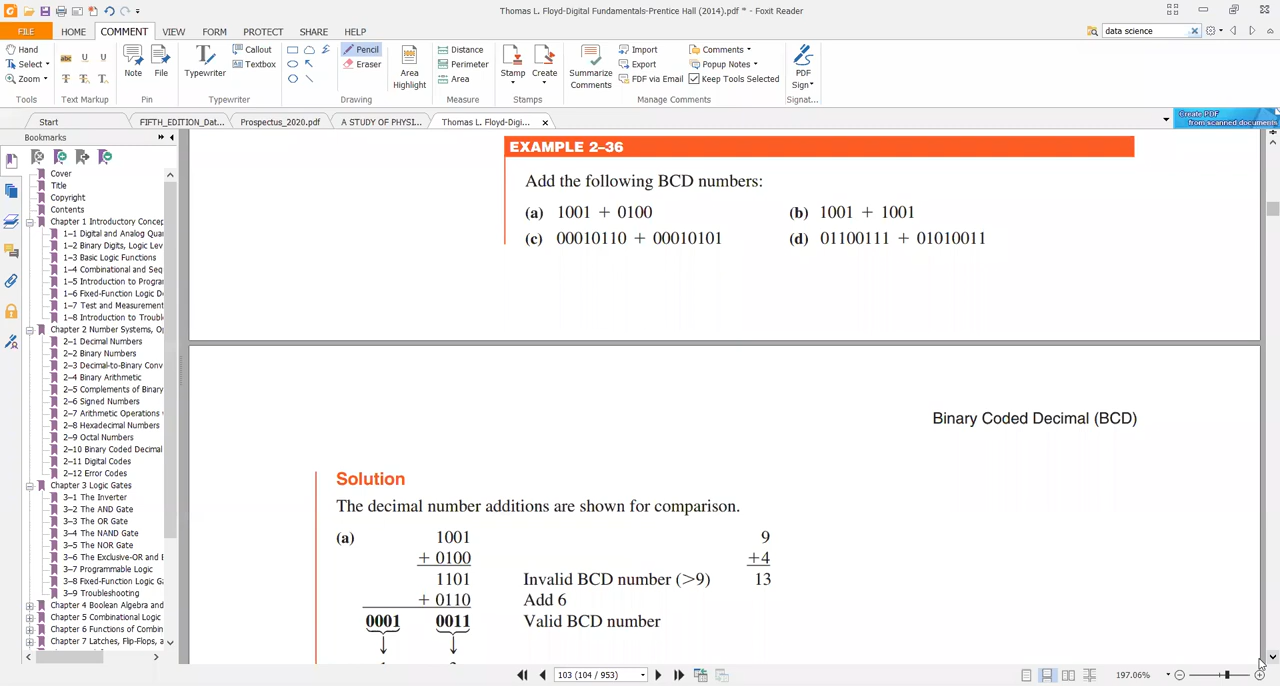 Thomas L. Floyd-Digital Fundamentals-Prentice Hall (2014).pdf * - Foxit Reader
FILE HOME COMMENT VIEW FORM PROTECT SHARE HELP
data science
Hand
Select
Zoom
Tools
Text Markup
Note
File
Pin
Typewriter
Callout
Textbox
Typewriter
Pencil
Eraser
Drawing
Area Highlight
Distance
Perimeter
Area
Measure
Stamp
Create
Stamps
Summarize Comments
Import
Export
FDF via Email
Comments
Popup Notes
Keep Tools Selected
Manage Comments
PDF Sign
Signat...
Start
FIFTH_EDITION_Dat...
Prospectus_2020.pdf
A STUDY OF PHYSI...
Thomas L. Floyd-Digi...
Create PDF
from scanned documents
Bookmarks
Cover
Title
Copyright
Contents
Chapter 1 Introductory Concep
1–1 Digital and Analog Qua
1–2 Binary Digits, Logic Lev
1–3 Basic Logic Functions
1–4 Combinational and Seq
1–5 Introduction to Progra
1–6 Fixed-Function Logic D
1–7 Test and Measurement
1–8 Introduction to Troubl
Chapter 2 Number Systems, Op
2–1 Decimal Numbers
2–2 Binary Numbers
2–3 Decimal-to-Binary Conv
2–4 Binary Arithmetic
2–5 Complements of Binary
2–6 Signed Numbers
2–7 Arithmetic Operations
2–8 Hexadecimal Numbers
2–9 Octal Numbers
2–10 Binary Coded Decimal
2–11 Digital Codes
2–12 Error Codes
Chapter 3 Logic Gates
3–1 The Inverter
3–2 The AND Gate
3–3 The OR Gate
3–4 The NAND Gate
3–5 The NOR Gate
3–6 The Exclusive-OR and E
3–7 Programmable Logic
3–8 Fixed-Function Logic Ga
3–9 Troubleshooting
Chapter 4 Boolean Algebra and
Chapter 5 Combinational Logic
Chapter 6 Functions of Combin
Chapter 7 Latches, Flip-Flops, a
EXAMPLE 2–36
Add the following BCD numbers:
(a) 1001 + 0100 (b) 1001 + 1001
(c) 00010110 + 00010101 (d) 01100111 + 01010011
Binary Coded Decimal (BCD)
Solution
The decimal number additions are shown for comparison.
(a) 1001 9
+ 0100 +4
1101 Invalid BCD number (>9) 13
+ 0110 Add 6
0001 0011 Valid BCD number
103 (104 / 953)
197.06%